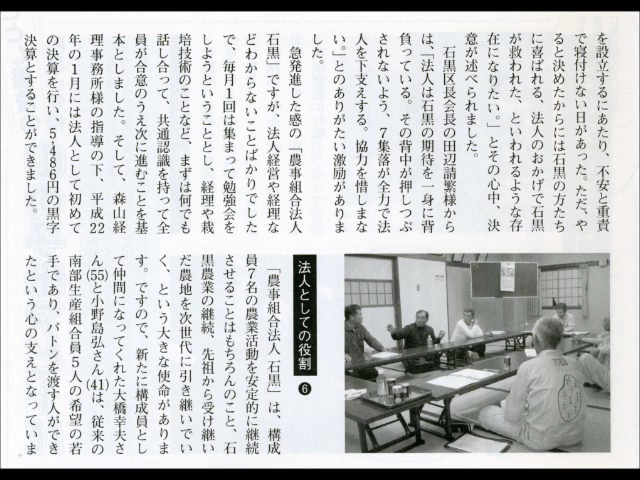 を設立するにあたり、不安と重責
で寝付けない日があった。ただ、や
ると決めたからには石黒の方たち
に喜ばれる、法人のおかげで石黒
が救われた、といわれるような存
在になりたい。」とその心中、決
意が述べられました。
石黒区長会長の田辺請繁様から
は、「法人は石黒の期待を一身に背
負っている。その背中が押しつぶ
されないよう、7集落が全力で法
人を下支えする。協力を惜しまな
い。」とのありがたい激励がありま
した。
急発進した感の「農事組合法人
石黒」ですが、法人経営や経理な
どわからないことばかりでした
で、毎月1回は集まって勉強会を
しようということとし、経理や栽
培技術のことなど、まずは何でも
話し合って、共通認識を持って全
員が合意のうえ次に進むことを基
本としました。そして、森山経
理事務所様の指導の下、平成22
年の1月には法人として初めて
の決算を行い、5,486円の黒字
決算とすることができました。
法人としての役割 ❻
「農事組合法人 石黒」は、構成
員7名の農業活動を安定的に継続
させることはもちろんのこと、石
黒農業の継続、先祖から受け継い
だ農地を次世代に引き継いでい
く、という大きな使命がありま
す。ですので、新たに構成員とし
て仲間になってくれた大橋幸夫さ
ん(55)と小野島弘さん(41)は、従来の
南部生産組合員5人の希望の若
手であり、バトンを渡す人ができ
たという心の支えとなっていま